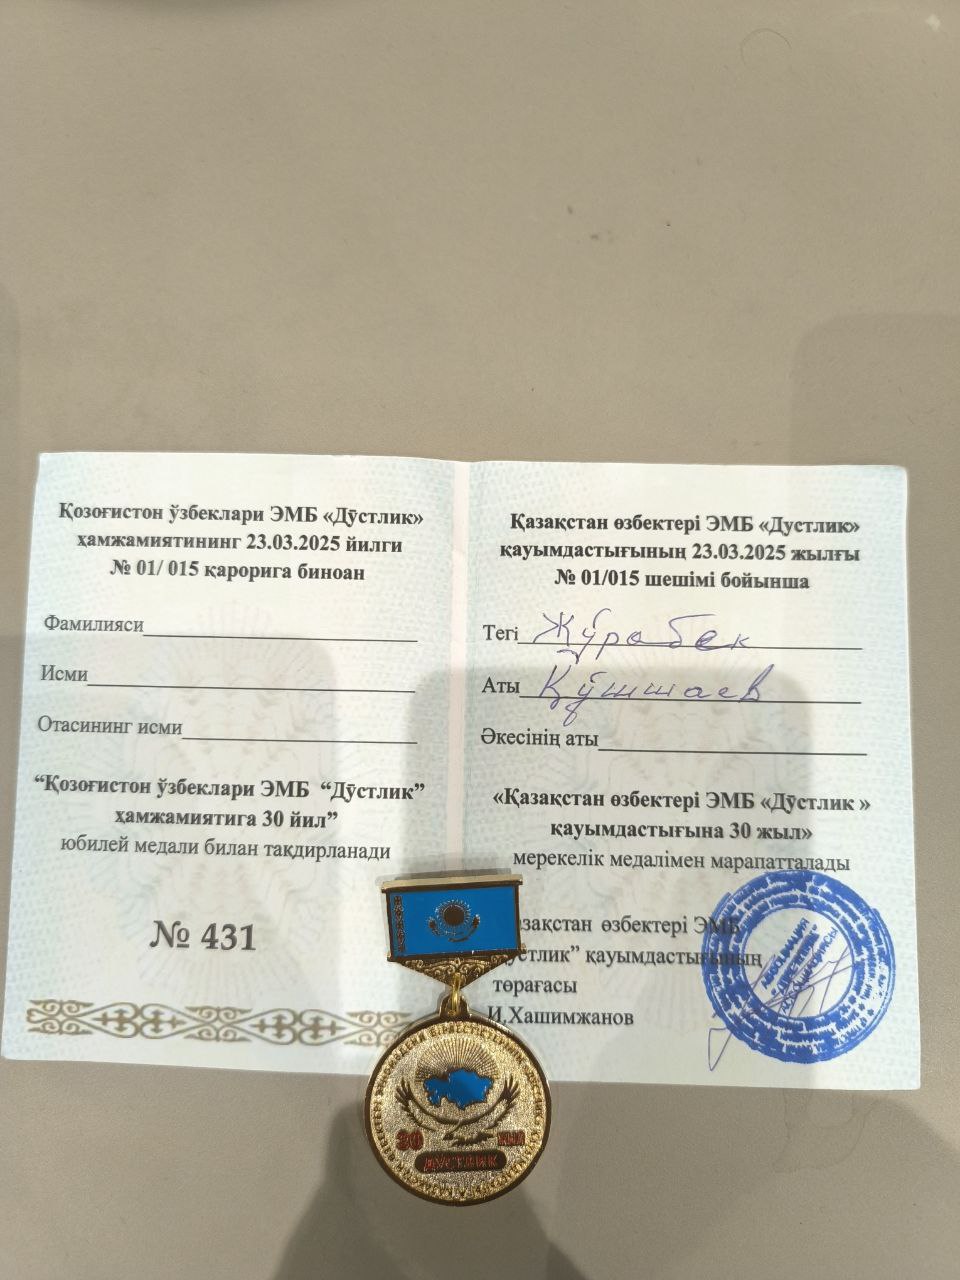 Қозоғистон ўзбеклари ЭМБ «Дўстлик»
ҳамжамиятининг 23.03.2025 йилги
№ 01/ 015 қарорига биноан
Фамилияси
Исми
Отасининг исми
“Қозоғистон ўзбеклари ЭМБ “Дўстлик”
ҳамжамиятига 30 йил”
юбилей медали билан тақдирланади
№ 431
Қазақстан өзбектері ЭМБ «Дустлик»
қауымдастығының 23.03.2025 жылғы
№ 01/015 шешімі бойынша
Тегі Жўрабек
Аты Қўшшаев
Әкесінің аты
«Қазақстан өзбектері ЭМБ «Дўстлик »
қауымдастығына 30 жыл»
мерекелік медалімен марапатталады
азақстан өзбектері ЭМБ
устлик” қауымдастығының
төрағасы
И.Хашимжанов
АССОЦИАЦИЯ
30
ДЎСТЛИК